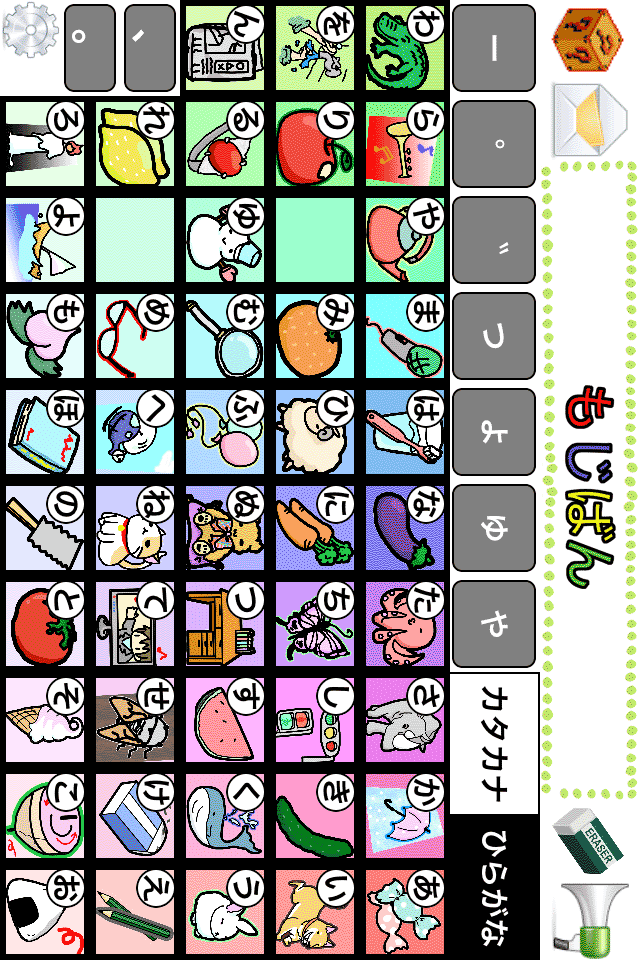 もじばん ERASER
ー ゜ ゛ っ ょ ゅ ゃ カタカナ ひらがな
わ ら や ま は な た さ か あ
を り み ひ に ち し き い
ん る ゆ む ふ ぬ つ す く う
、 れ め へ ね て せ け え
。 ろ よ も ほ の と そ こ お